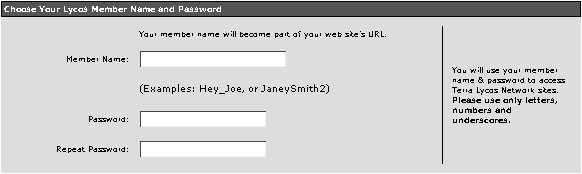 Choose Your Lycos Member Name and Password
Your member name will become part of your web site's URL.
Member Name:
(Examples: Hey_Joe, or JaneySmith2)
Password:
Repeat Password:
You will use your member
name & password to access
Terra Lycos Network sites.
Please use only letters,
numbers and
underscores.